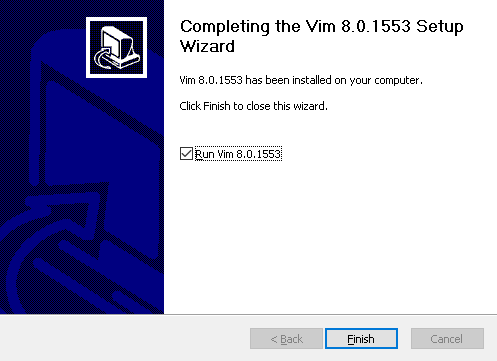 Completing the Vim 8.0.1553 Setup
Wizard
Vim 8.0.1553 has been installed on your computer.
Click Finish to close this wizard.
Run Vim 8.0.1553
< Back
Finish
Cancel